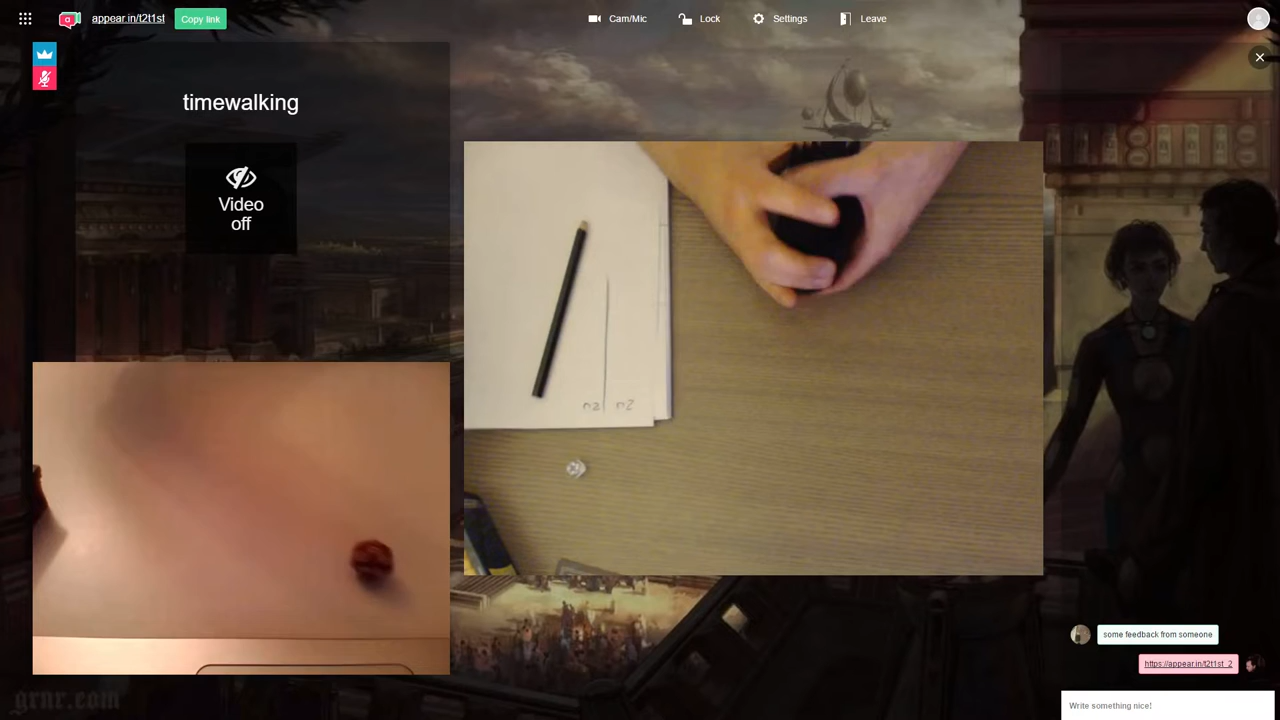 appear.in/t2t1st
Copy link
Cam/Mic
Lock
Settings
Leave
timewalking
Video
off
some feedback from someone
https://appear.in/t2t1st_2
Write something nice!
grnr.com